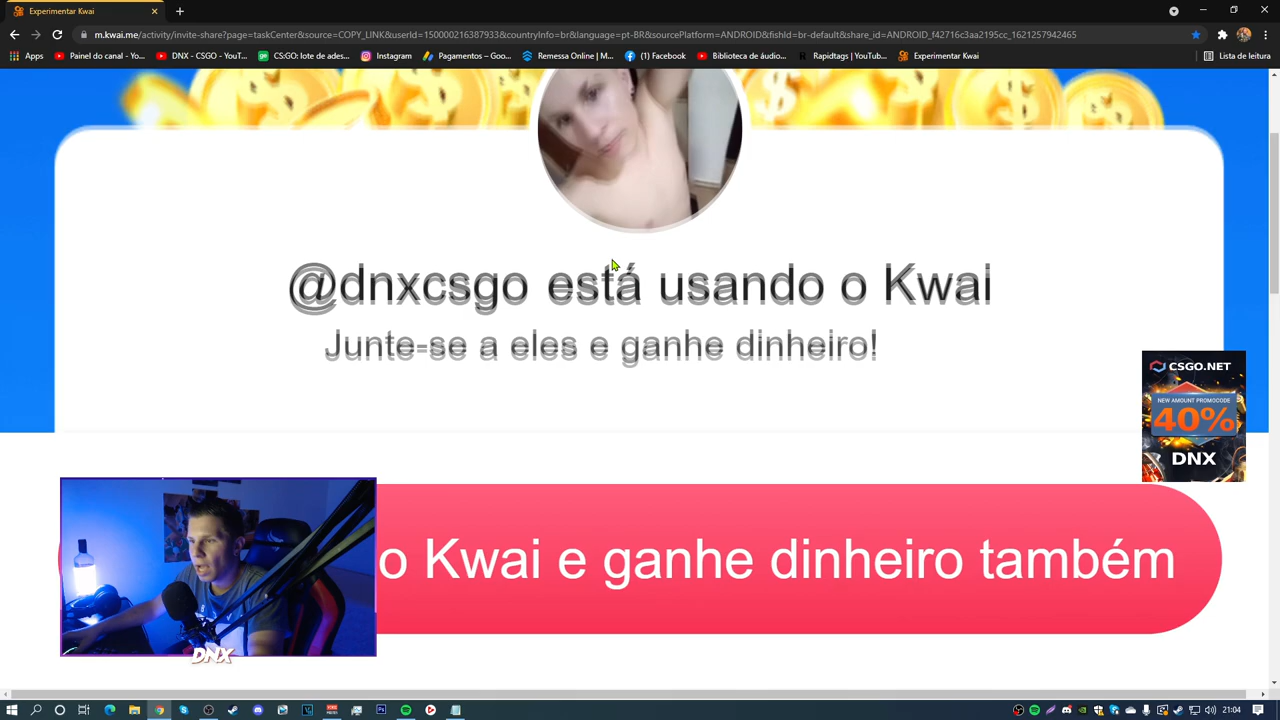 Experimentar Kwai
m.kwai.me/activity/invite-share?page=taskCenter&source=COPY_LINK&userId=150000216387933&countryInfo=br&language=pt-BR&sourcePlatform=ANDROID&fishId=br-default&share_id=ANDROID_f42716c3aa2195cc_1621257942465
Apps Painel do canal - Yo... DNX - CSGO - YouT... CS:GO: lote de ades... Instagram Pagamentos – Goo... Remessa Online | M... (1) Facebook Biblioteca de áudio... Rapidtags | YouTub... Experimentar Kwai Lista de leitura
@dnxcsgo está usando o Kwai
Junte-se a eles e ganhe dinheiro!
CSGO.NET
NEW AMOUNT PROMOCODE
40%
DNX
o Kwai e ganhe dinheiro também
DNX
21:04